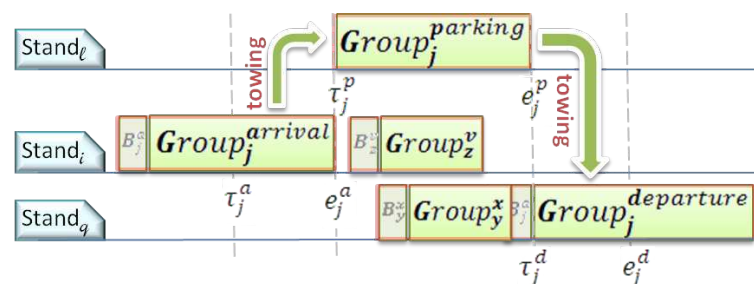 Stand_ℓ towing Group_j^parking towing
τ_j^p e_j^p
Stand_i B_j^a Group_j^arrival B_z^v Group_z^v
τ_j^a e_j^a
Stand_q B_y^x Group_y^x B_j^a Group_j^departure
τ_j^d e_j^d